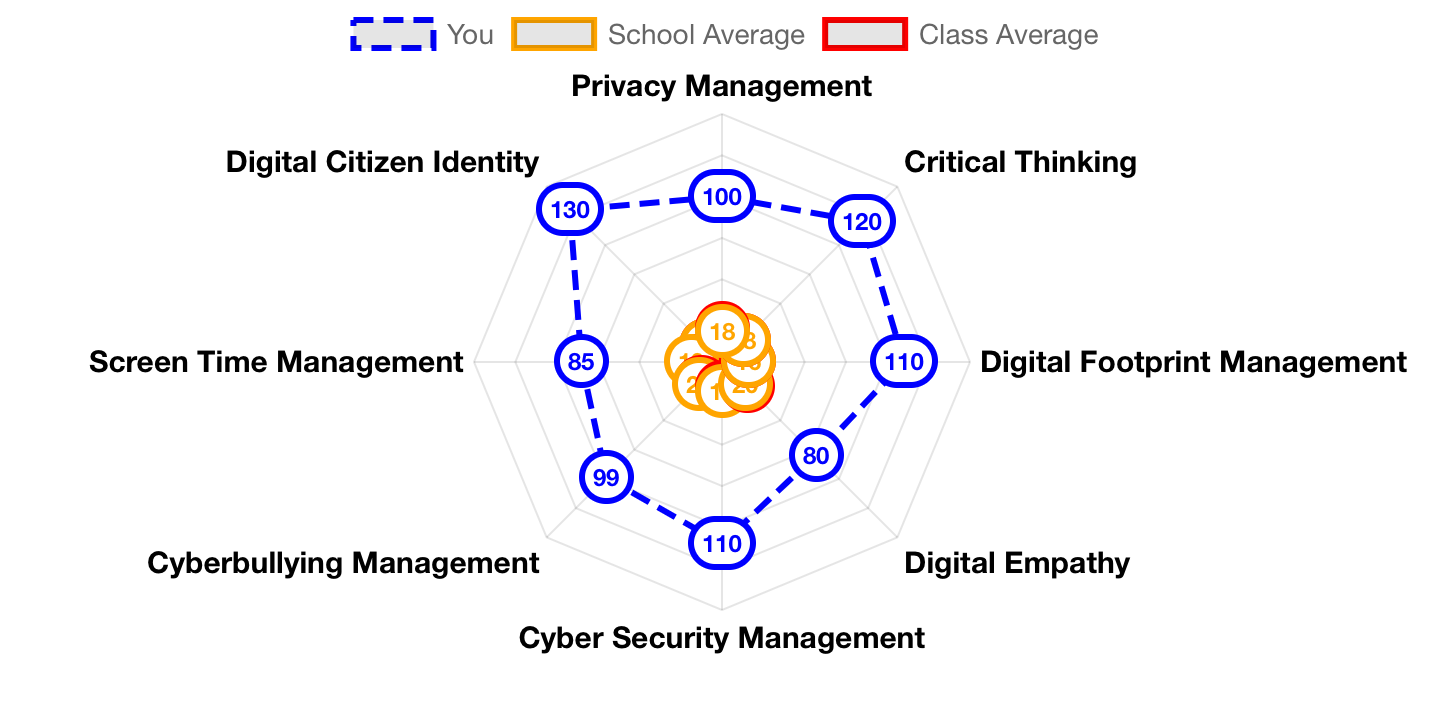 You School Average Class Average
Privacy Management
Digital Citizen Identity Critical Thinking
130 100 120
18
Screen Time Management 85 110 Digital Footprint Management
99 80
110
Cyberbullying Management Digital Empathy
Cyber Security Management